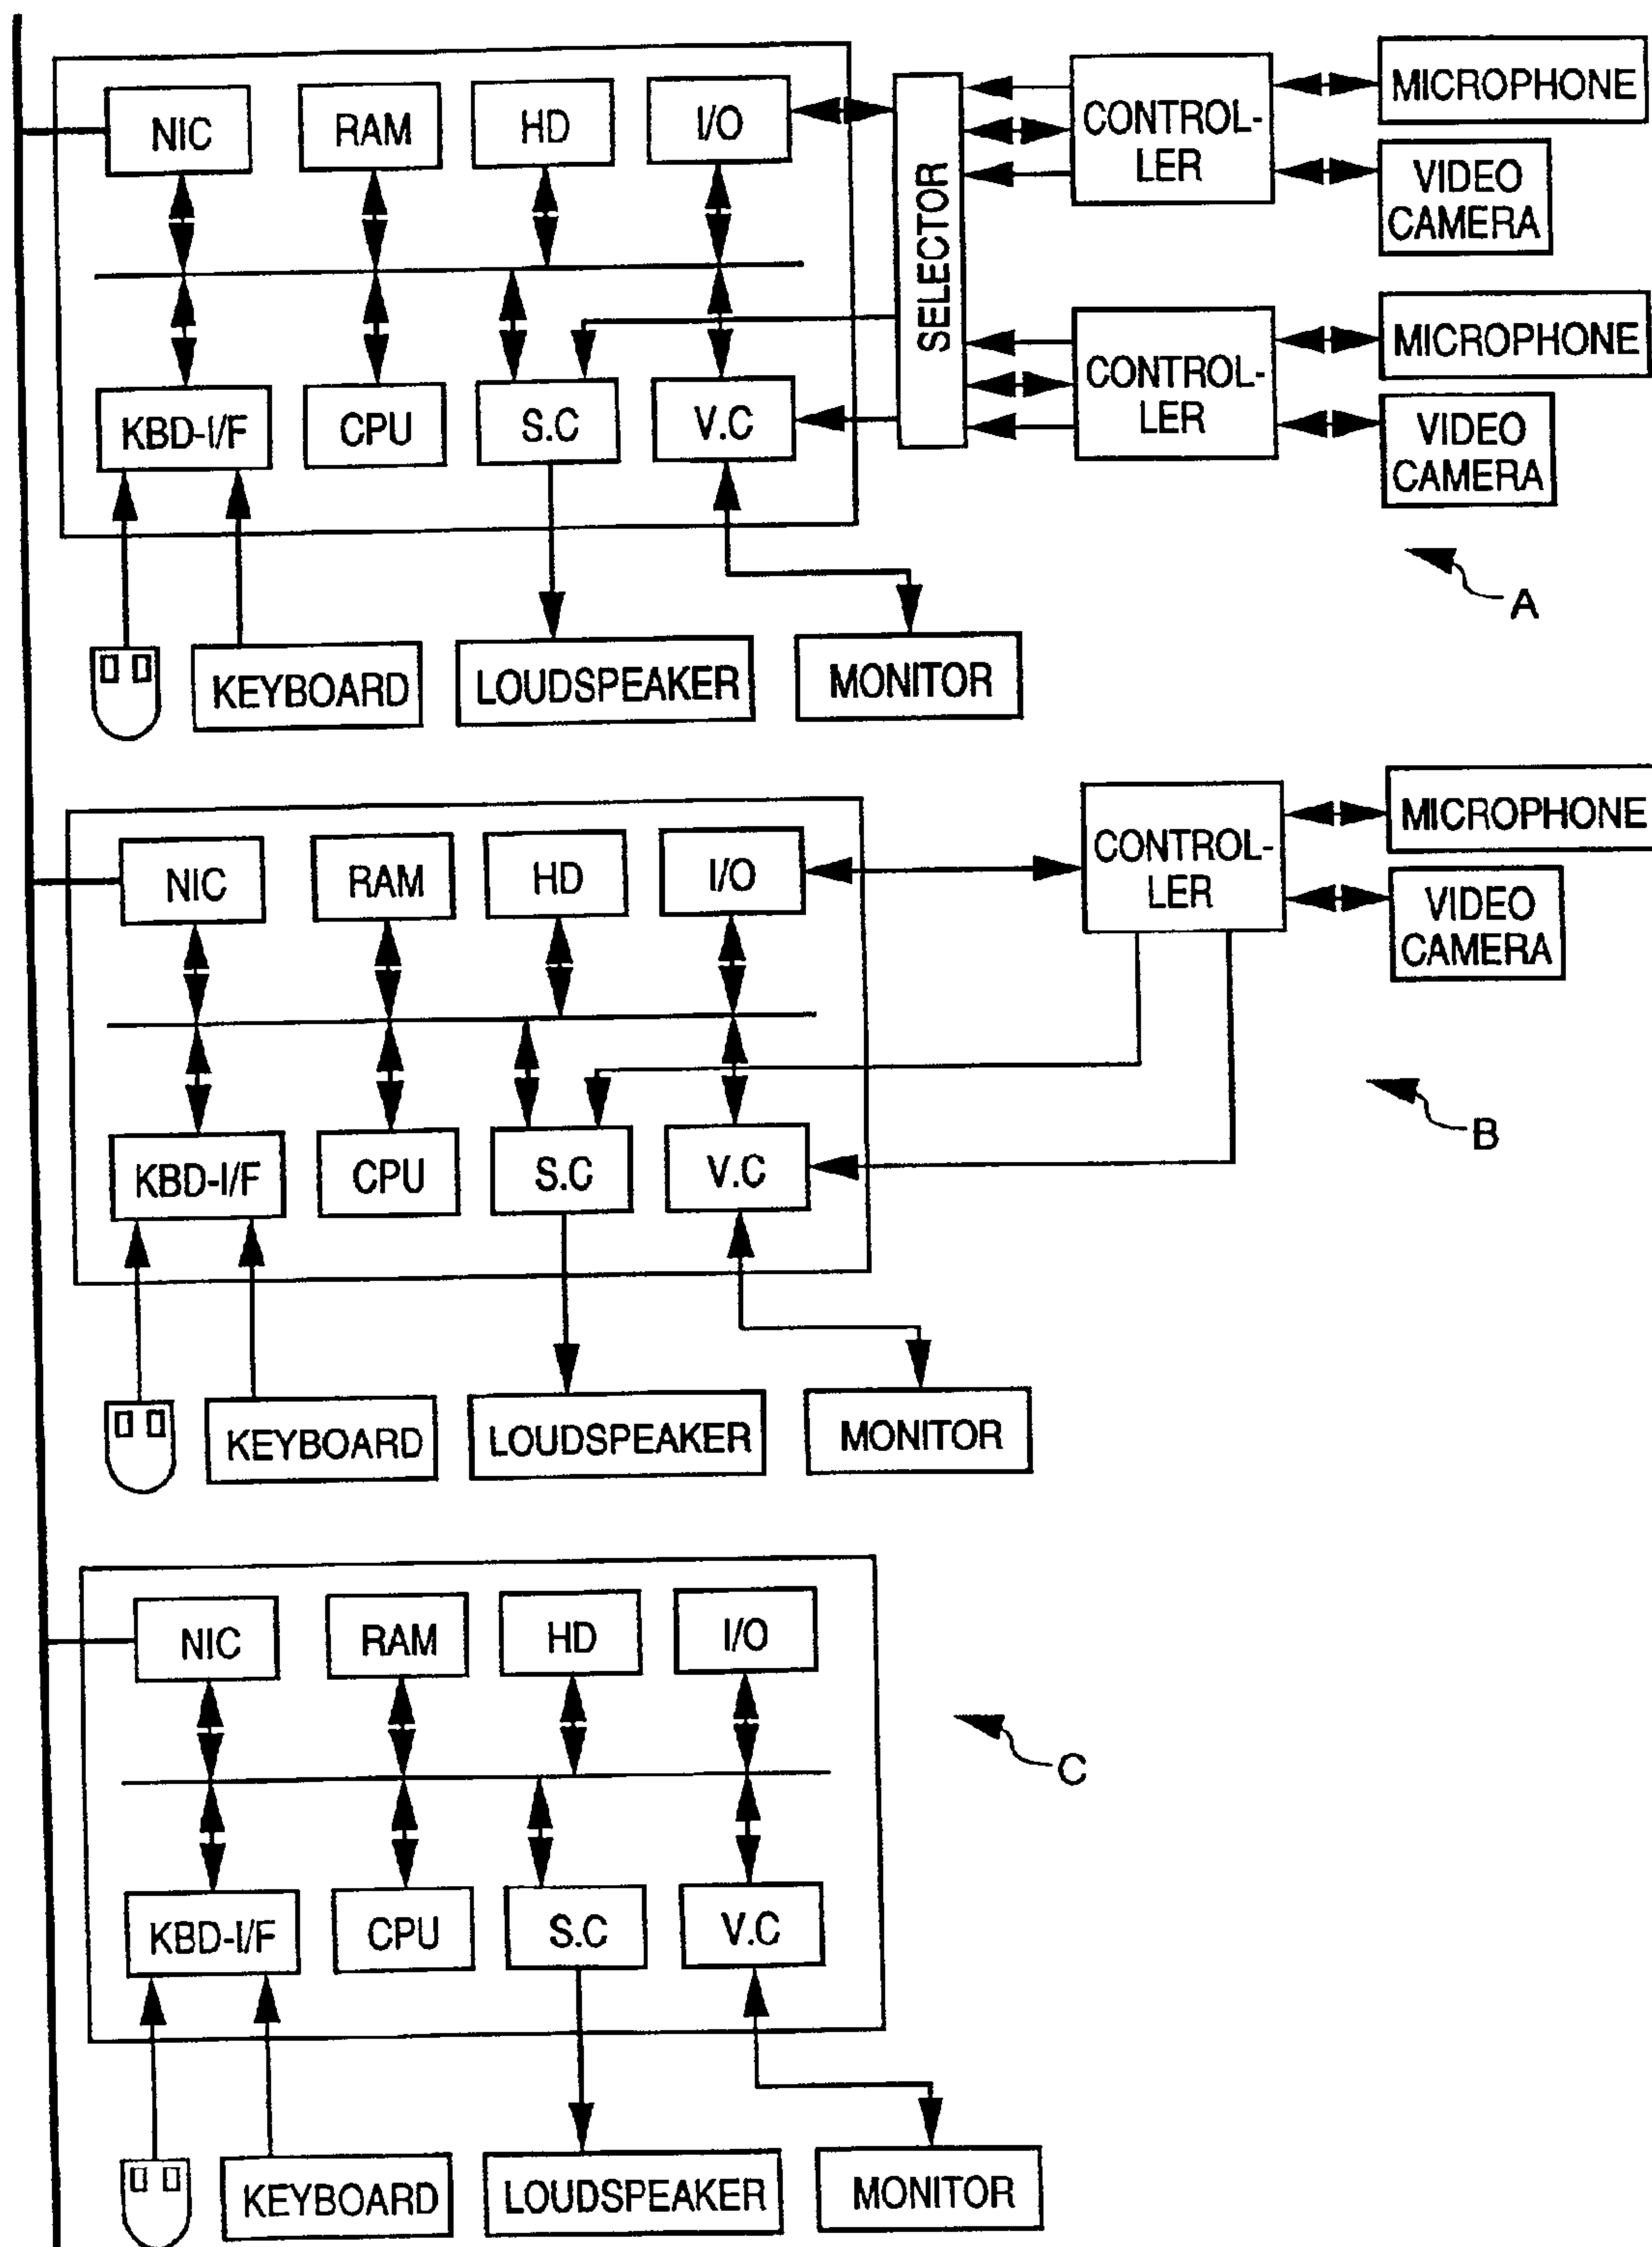 NIC
RAM
HD
I/O
SELECTOR
CONTROL-
LER
MICROPHONE
VIDEO
CAMERA
CONTROL-
LER
MICROPHONE
VIDEO
CAMERA
KBD-I/F
CPU
S.C
V.C
A
KEYBOARD
LOUDSPEAKER
MONITOR
NIC
RAM
HD
I/O
CONTROL-
LER
MICROPHONE
VIDEO
CAMERA
B
KBD-I/F
CPU
S.C
V.C
KEYBOARD
LOUDSPEAKER
MONITOR
NIC
RAM
HD
I/O
C
KBD-I/F
CPU
S.C
V.C
KEYBOARD
LOUDSPEAKER
MONITOR